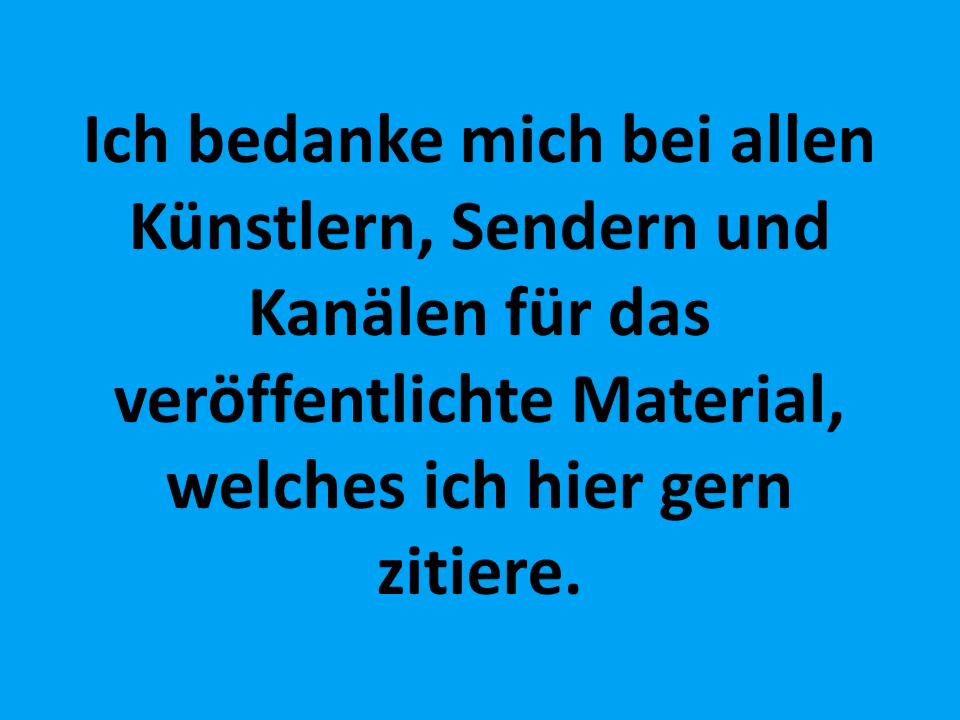 Ich bedanke mich bei allen
Künstlern, Sendern und
Kanälen für das
veröffentlichte Material,
welches ich hier gern
zitiere.